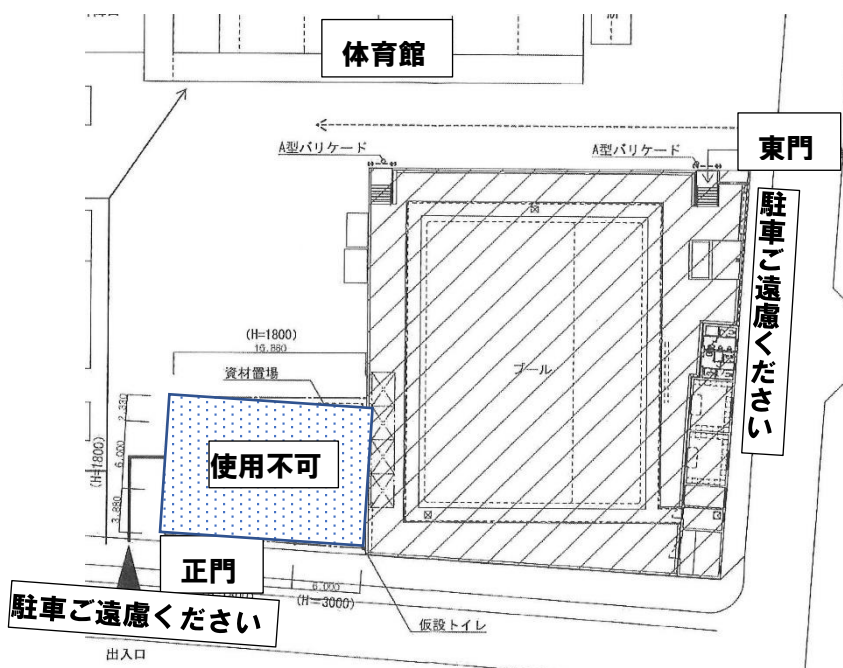 体育館
A型バリケード
A型バリケード
東門
駐車ご遠慮ください
(H=1800)
資材置場
プール
2,330
6,000
3,880
(H=1800)
使用不可
正門
6,000
(H=3000)
駐車ご遠慮ください
仮設トイレ
出入口